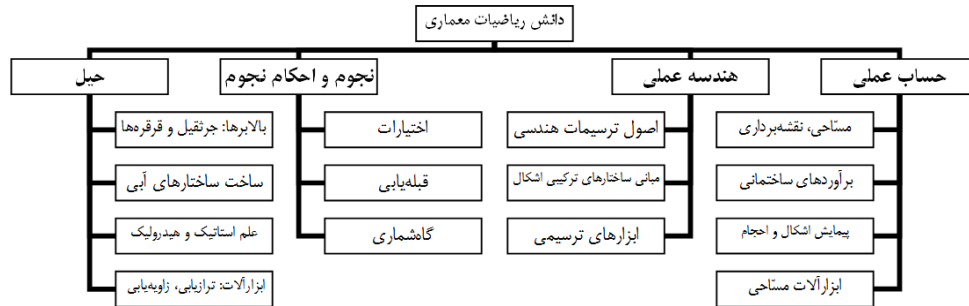 دانش ریاضیات معماری
حساب عملی
مسّاحی، نقشه‌برداری
برآوردهای ساختمانی
پیمایش اشکال و احجام
ابزارآلات مسّاحی
هندسه عملی
اصول ترسیمات هندسی
مبانی ساختارهای ترکیبی اشکال
ابزارهای ترسیمی
نجوم و احکام نجوم
اختیارات
قبله‌یابی
گاه‌شماری
حیل
بالابرها: جرثقیل و قرقره‌ها
ساخت ساختارهای آبی
علم استاتیک و هیدرولیک
ابزارآلات: ترازیابی، زاویه‌یابی